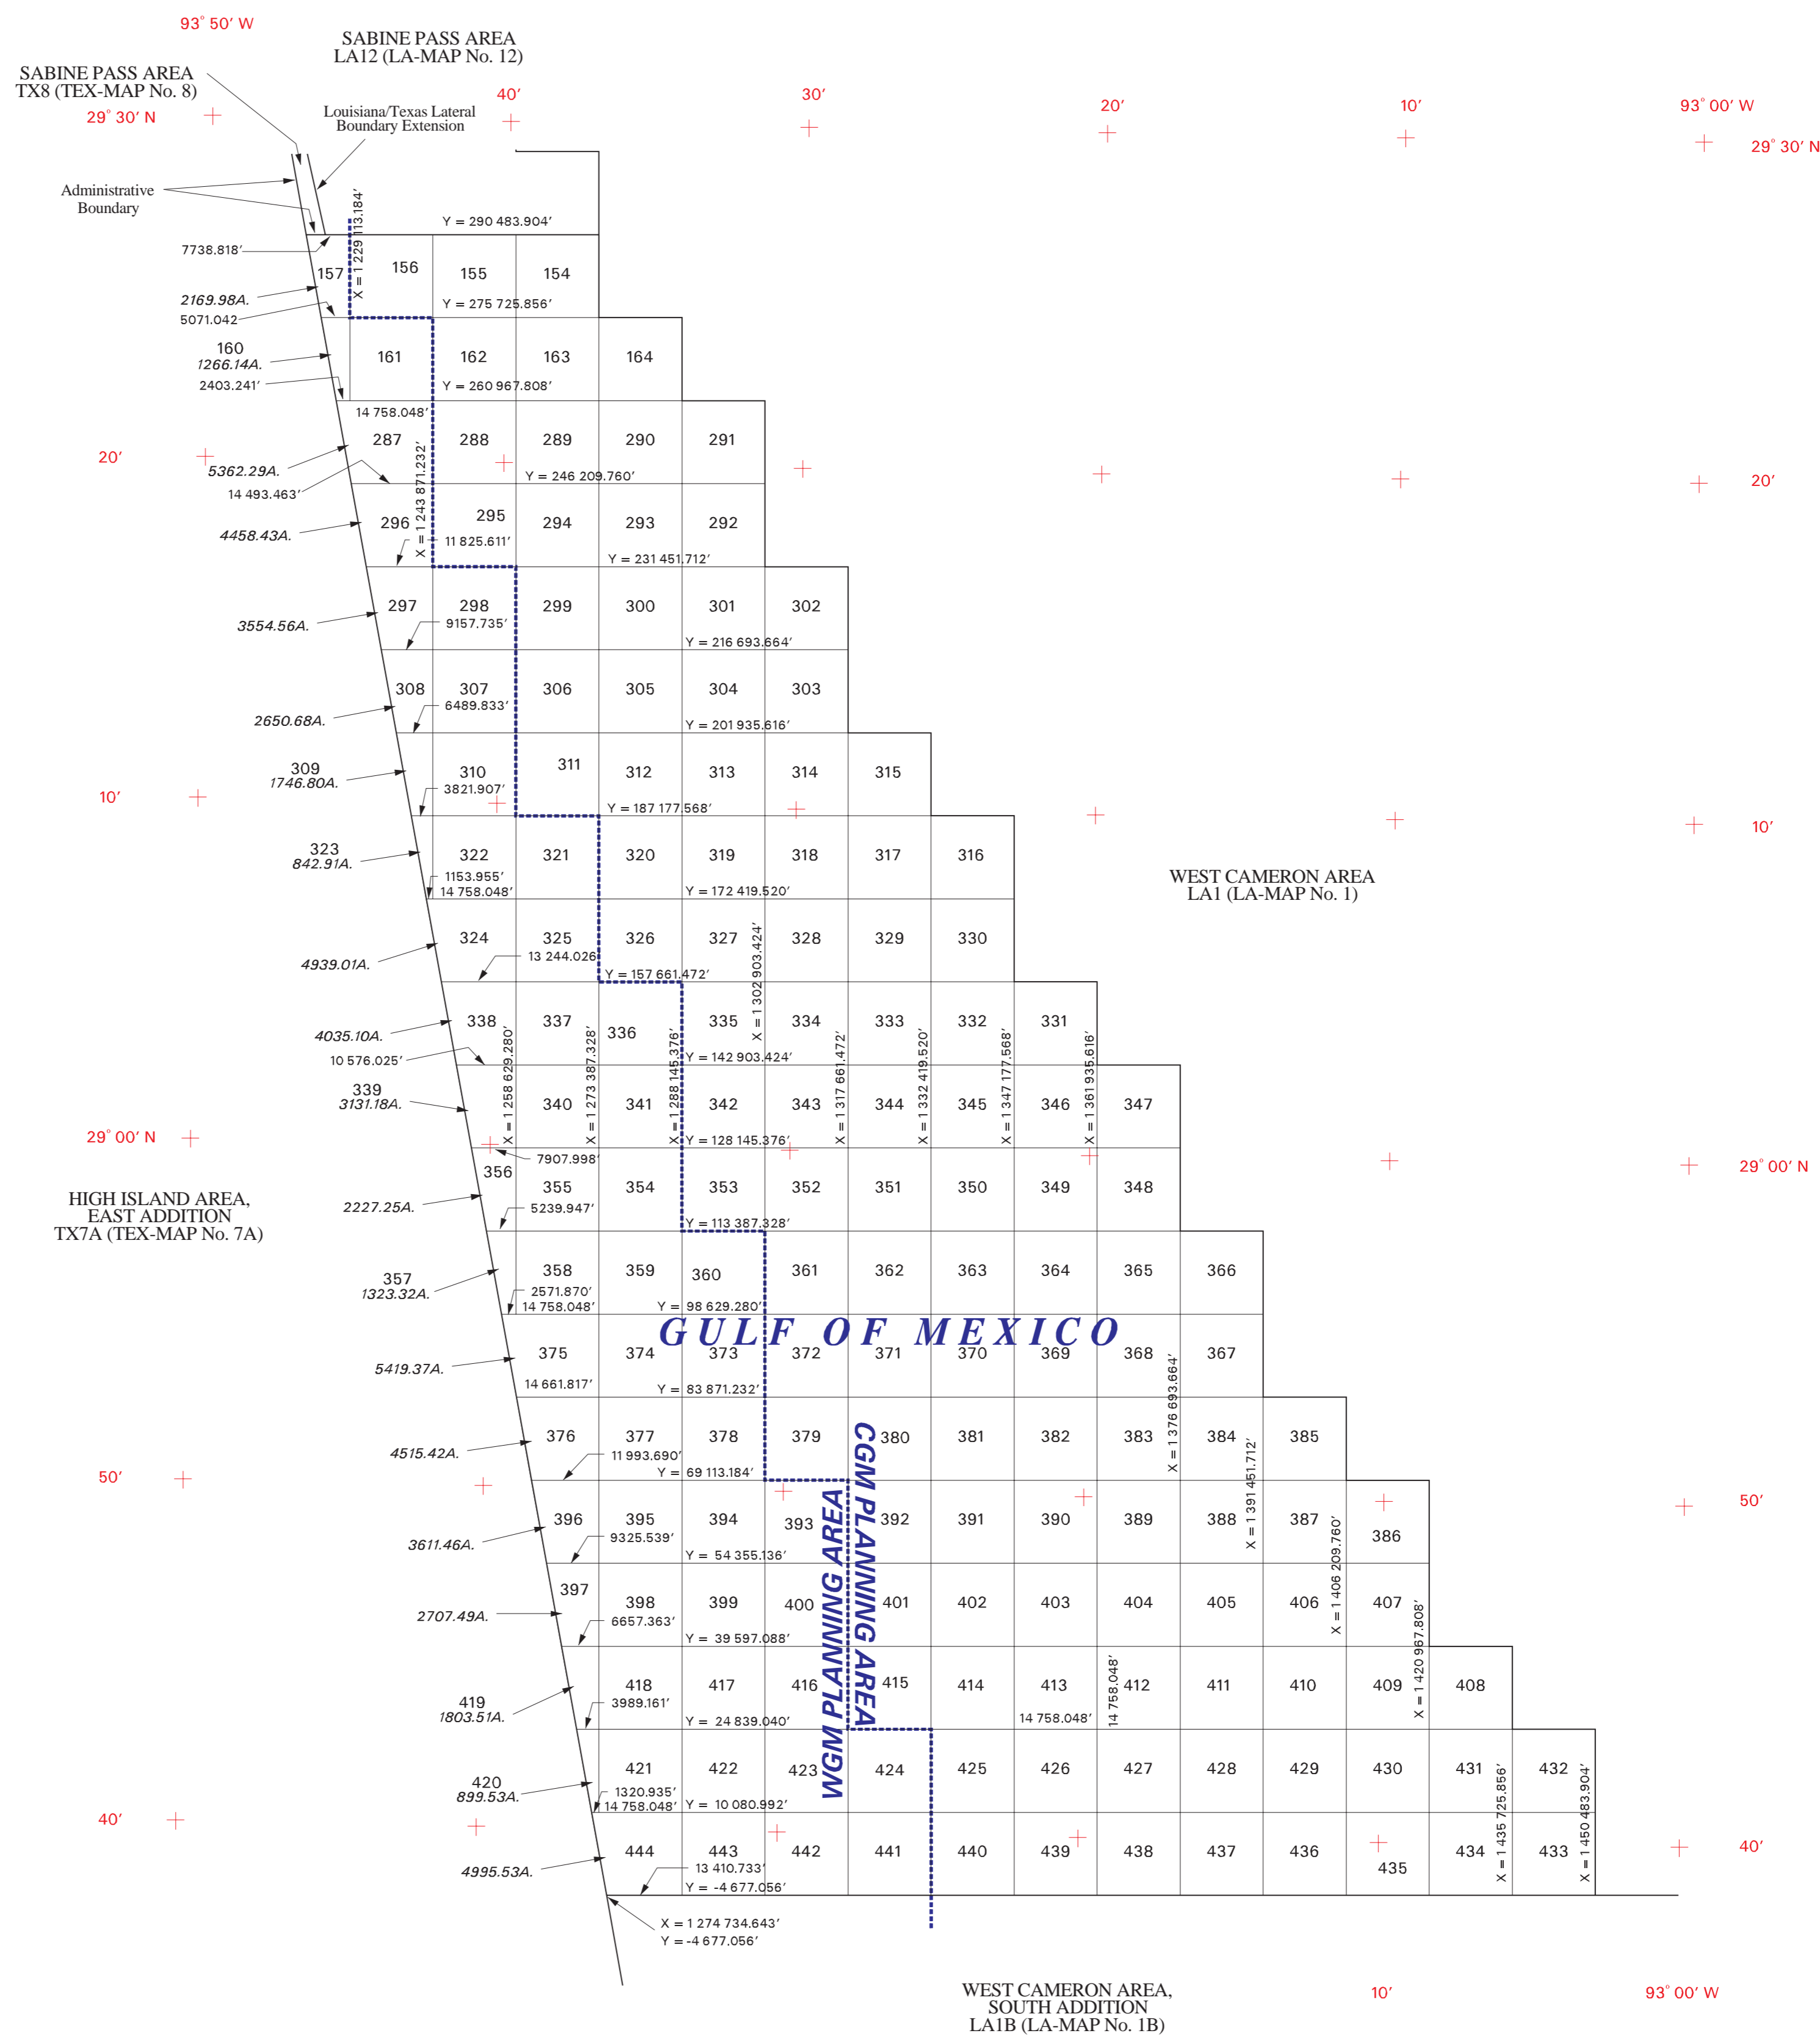 93° 50′ W
SABINE PASS AREA
LA12 (LA-MAP No. 12)
SABINE PASS AREA
TX8 (TEX-MAP No. 8)
40′
30′
20′
10′
93° 00′ W
29° 30′ N
Louisiana/Texas Lateral
Boundary Extension
29° 30′ N
Administrative
Boundary
X = 1 229 113.184′
Y = 290 483.904′
7738.818′
157
156
155
154
2169.98A.
Y = 275 725.856′
5071.042
160
1266.14A.
161
162
163
164
2403.241′
Y = 260 967.808′
14 758.048′
287
288
289
290
291
20′
5362.29A.
X = 1 243 871.232′
Y = 246 209.760′
20′
14 493.463′
296
295
294
293
292
4458.43A.
11 825.611′
Y = 231 451.712′
297
298
299
300
301
302
3554.56A.
9157.735′
Y = 216 693.664′
308
307
306
305
304
303
2650.68A.
6489.833′
Y = 201 935.616′
309
1746.80A.
310
311
312
313
314
315
10′
3821.907′
Y = 187 177.568′
10′
323
842.91A.
322
321
320
319
318
317
316
WEST CAMERON AREA
LA1 (LA-MAP No. 1)
1153.955′
14 758.048′
Y = 172 419.520′
324
325
326
327
328
329
330
4939.01A.
13 244.026
Y = 157 661.472′
X = 1 302 903.424′
338
337
336
335
334
333
332
331
4035.10A.
10 576.025′
Y = 142 903.424′
X = 1 258 629.280′
X = 1 273 387.328′
X = 1 288 145.376′
X = 1 317 661.472′
X = 1 332 419.520′
X = 1 347 177.568′
X = 1 361 935.616′
339
3131.18A.
340
341
342
343
344
345
346
347
29° 00′ N
Y = 128 145.376′
7907.998′
29° 00′ N
356
355
354
353
352
351
350
349
348
HIGH ISLAND AREA,
EAST ADDITION
TX7A (TEX-MAP No. 7A)
2227.25A.
5239.947′
Y = 113 387.328′
357
1323.32A.
358
359
360
361
362
363
364
365
366
2571.870′
14 758.048′
Y = 98 629.280′
GULF OF MEXICO
375
374
373
372
371
370
369
368
367
5419.37A.
14 661.817′
Y = 83 871.232′
X = 1 376 693.664′
376
377
378
379
380
381
382
383
384
385
4515.42A.
11 993.690′
Y = 69 113.184′
CGM PLANNING AREA
WGM PLANNING AREA
X = 1 391 451.712′
50′
50′
396
395
394
393
392
391
390
389
388
387
386
3611.46A.
9325.539′
Y = 54 355.136′
X = 1 406 209.760′
397
398
399
400
401
402
403
404
405
406
407
2707.49A.
6657.363′
Y = 39 597.088′
X = 1 420 967.808′
419
1803.51A.
418
417
416
415
414
413
412
411
410
409
408
3989.161′
Y = 24 839.040′
14 758.048′
14 758.048′
420
899.53A.
421
422
423
424
425
426
427
428
429
430
431
432
1320.935′
14 758.048′
Y = 10 080.992′
X = 1 435 725.856′
X = 1 450 483.904′
40′
40′
4995.53A.
444
443
442
441
440
439
438
437
436
435
434
433
13 410.733′
Y = -4 677.056′
X = 1 274 734.643′
Y = -4 677.056′
WEST CAMERON AREA,
SOUTH ADDITION
LA1B (LA-MAP No. 1B)
10′
93° 00′ W